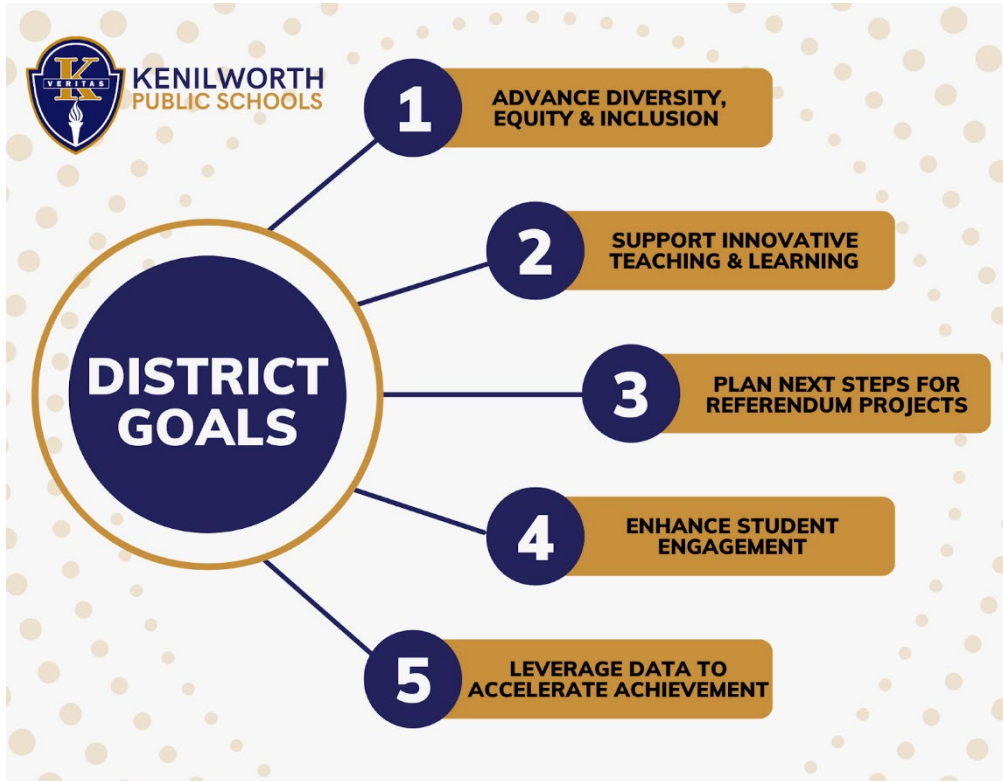 K
VERITAS
KENILWORTH
PUBLIC SCHOOLS
DISTRICT
GOALS
1
ADVANCE DIVERSITY,
EQUITY & INCLUSION
2
SUPPORT INNOVATIVE
TEACHING & LEARNING
3
PLAN NEXT STEPS FOR
REFERENDUM PROJECTS
4
ENHANCE STUDENT
ENGAGEMENT
5
LEVERAGE DATA TO
ACCELERATE ACHIEVEMENT